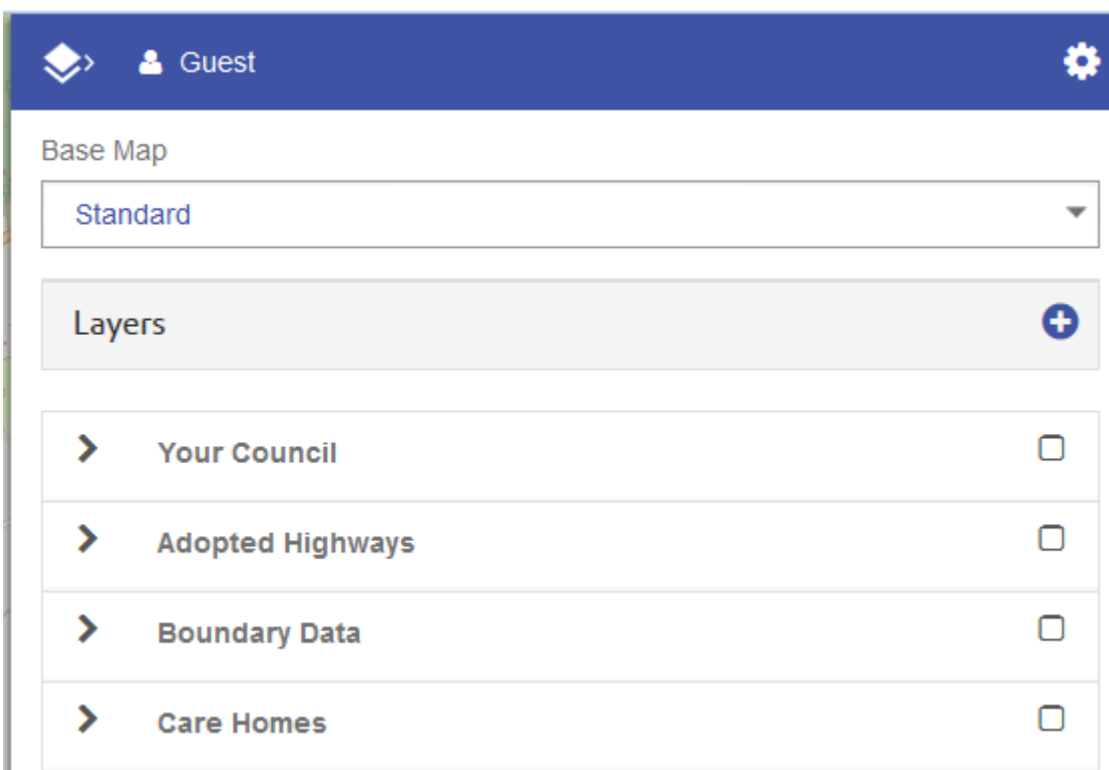 Guest
Base Map
Standard
Layers
Your Council
Adopted Highways
Boundary Data
Care Homes